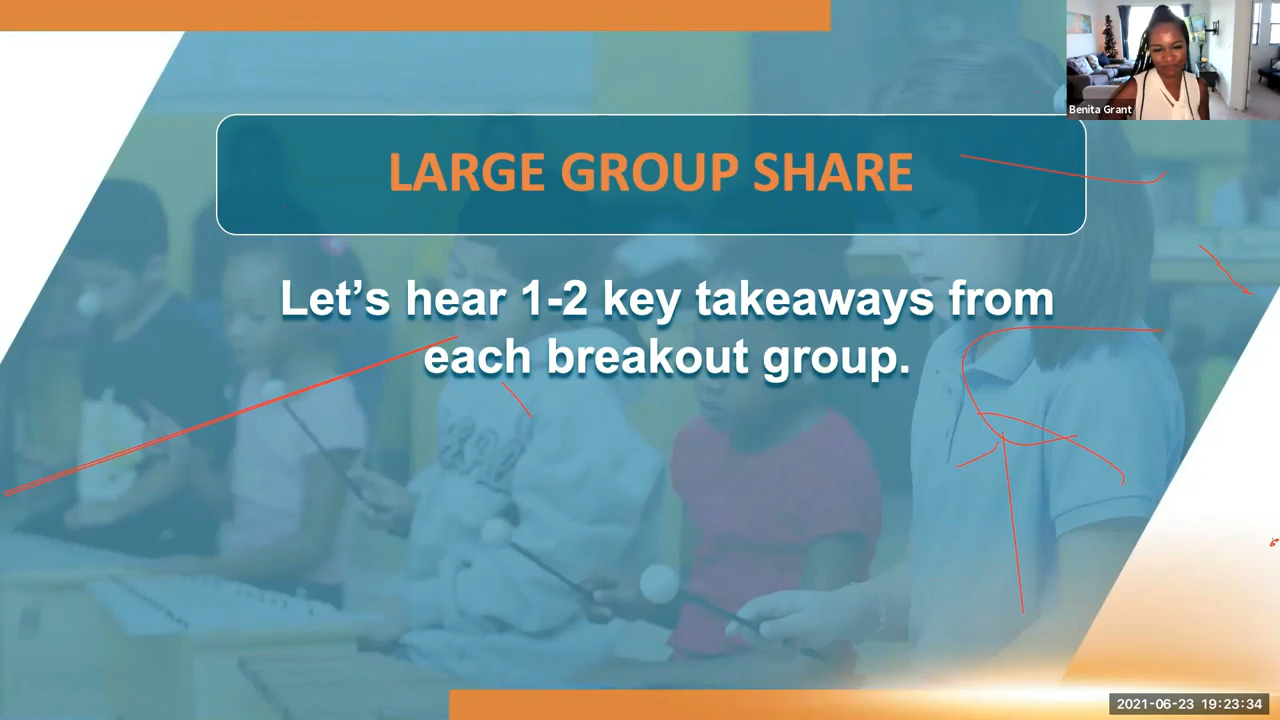 Benita Grant
LARGE GROUP SHARE
Let’s hear 1-2 key takeaways from
each breakout group.
2021-06-23 19:23:34